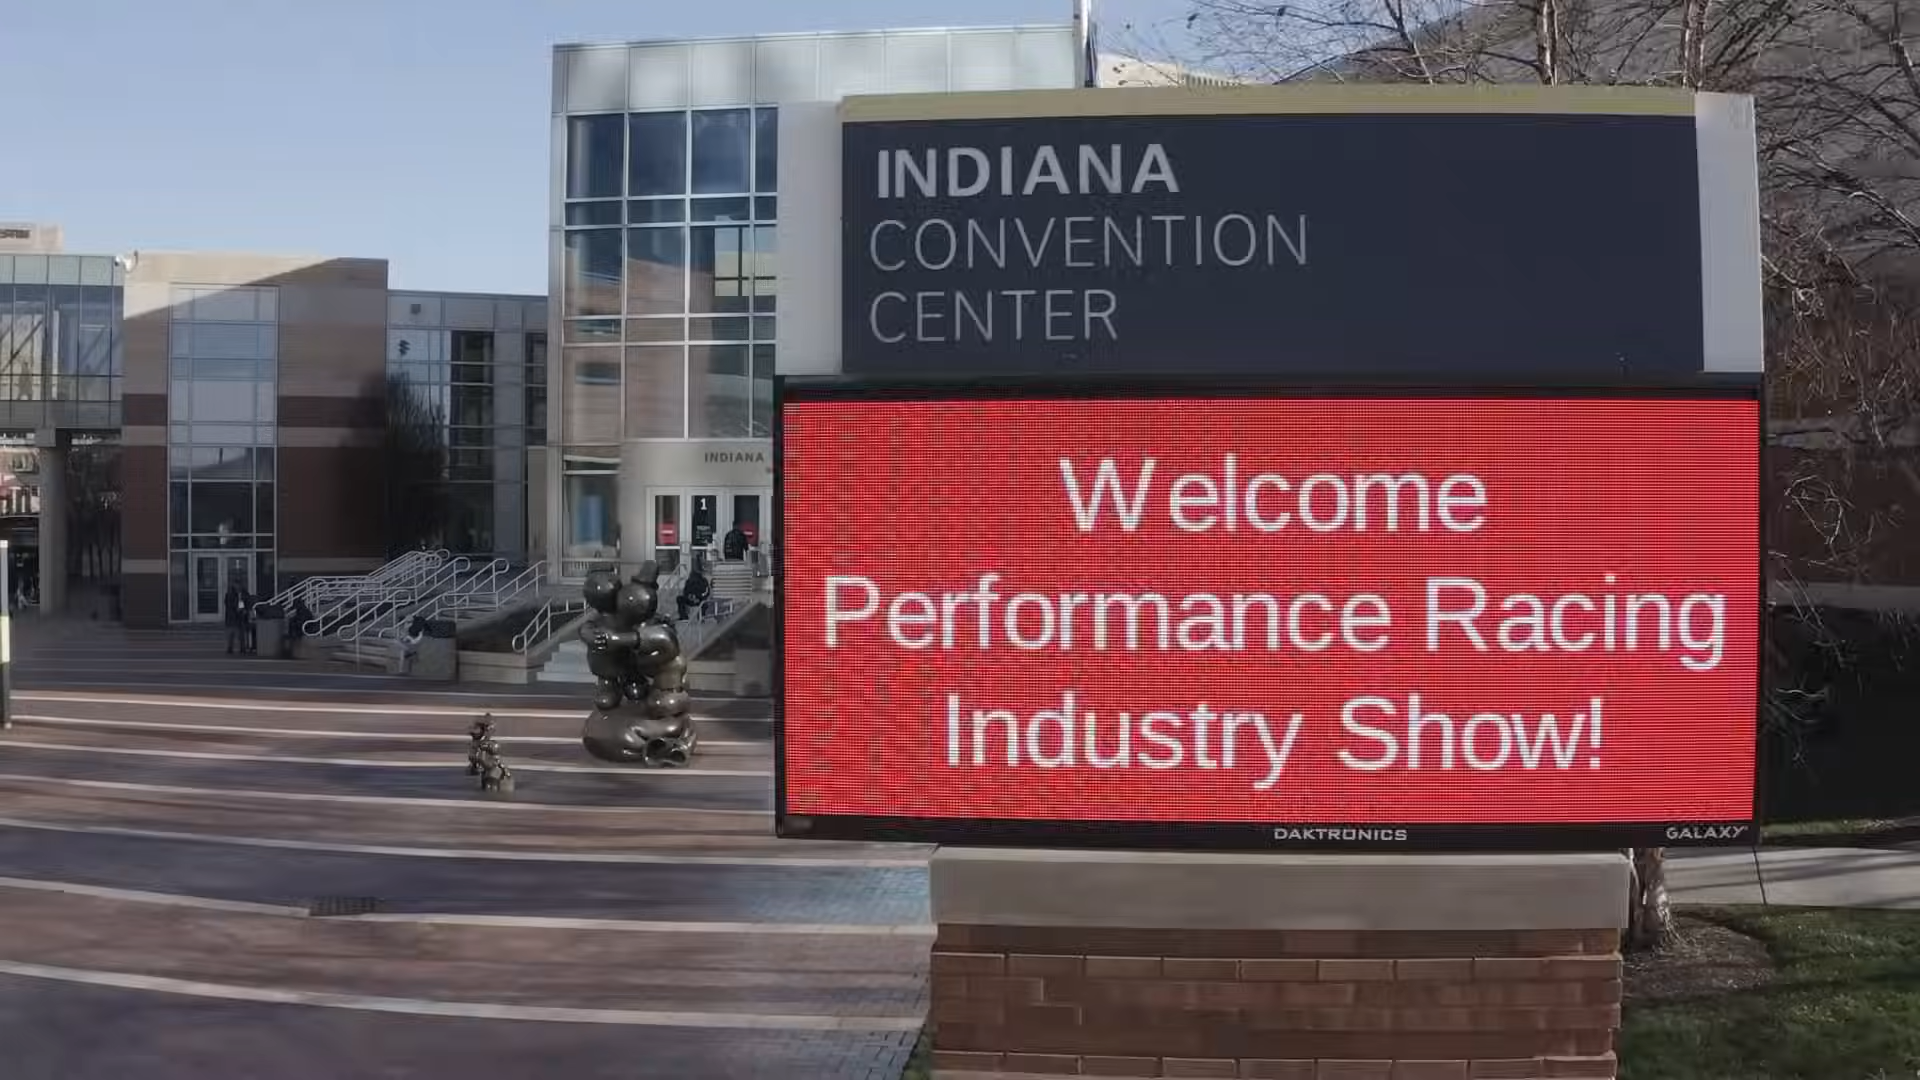 INDIANA
CONVENTION
CENTER
Welcome
Performance Racing
Industry Show!
DAKTRONICS
GALAXY
INDIANA
1